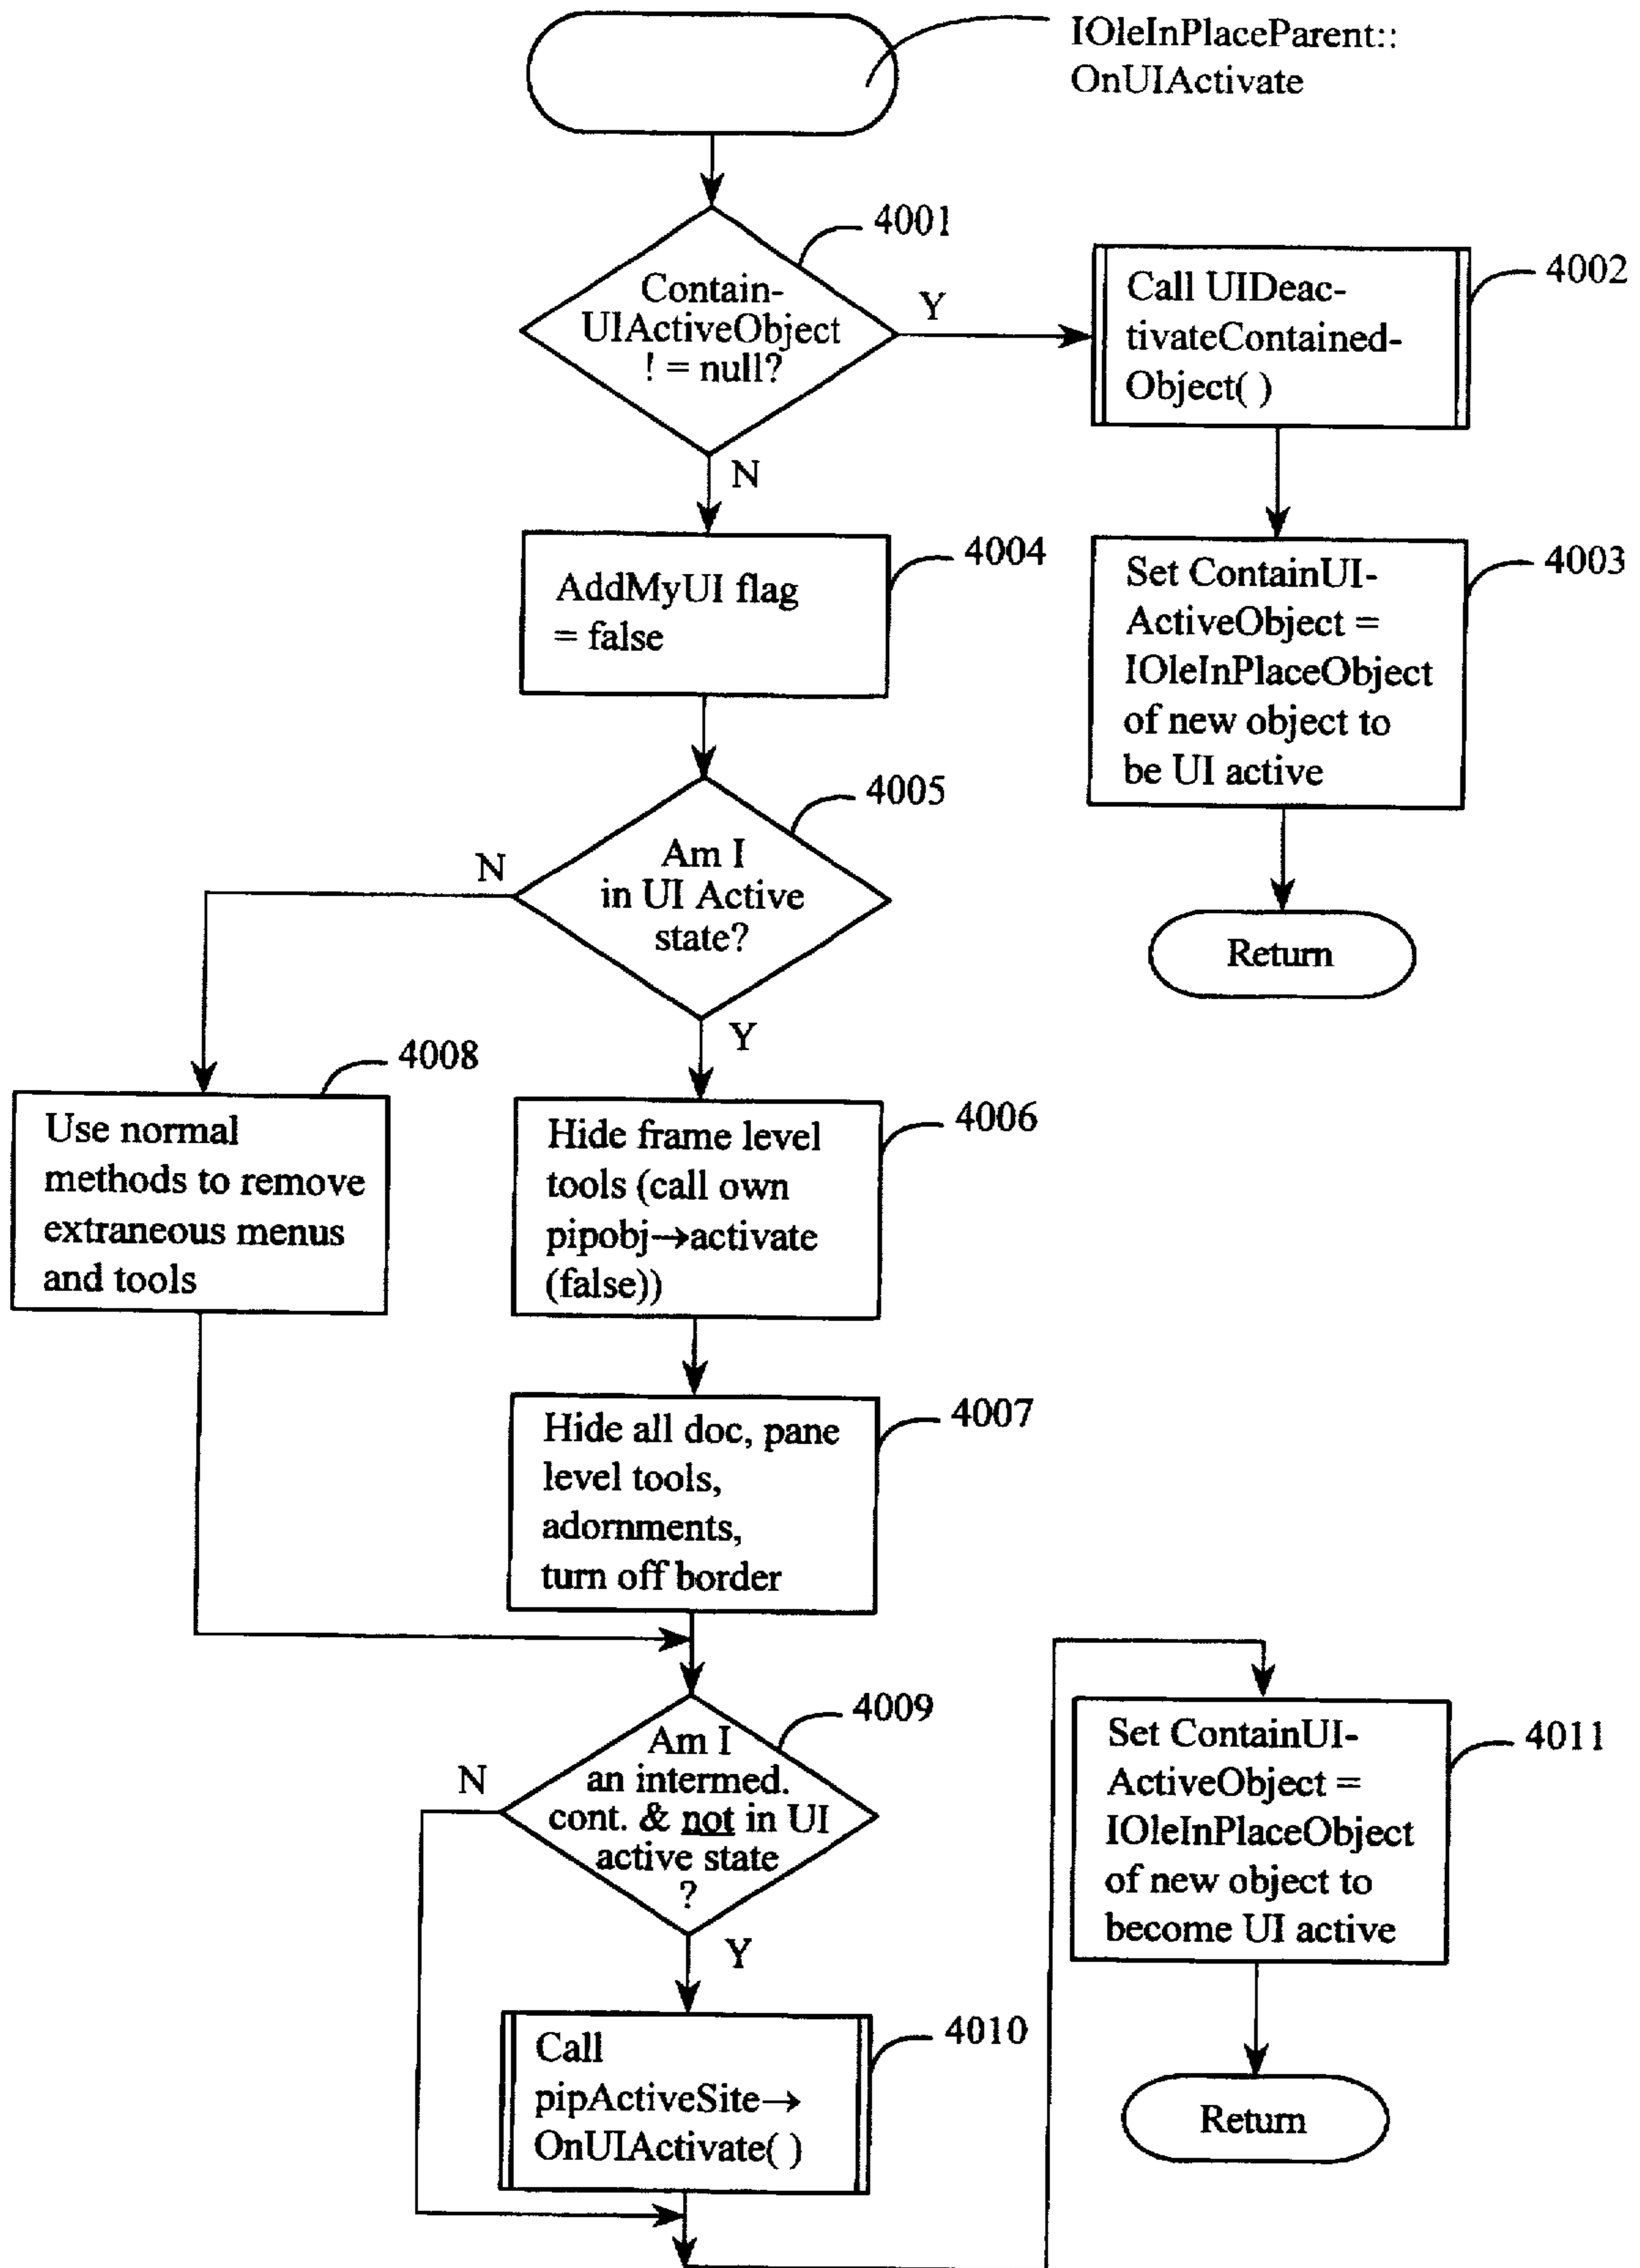 IOleInPlaceParent::
OnUIActivate
4001
Contain-
UIActiveObject
! = null?
Y
N
4002
Call UIDeac-
tivateContained-
Object( )
4003
Set ContainUI-
ActiveObject =
IOleInPlaceObject
of new object to
be UI active
Return
4004
AddMyUI flag
= false
4005
Am I
in UI Active
state?
N
Y
4008
Use normal
methods to remove
extraneous menus
and tools
4006
Hide frame level
tools (call own
pipobj→activate
(false))
4007
Hide all doc, pane
level tools,
adornments,
turn off border
4009
Am I
an intermed.
cont. & not in UI
active state
?
N
Y
4010
Call
pipActiveSite→
OnUIActivate( )
4011
Set ContainUI-
ActiveObject =
IOleInPlaceObject
of new object to
become UI active
Return